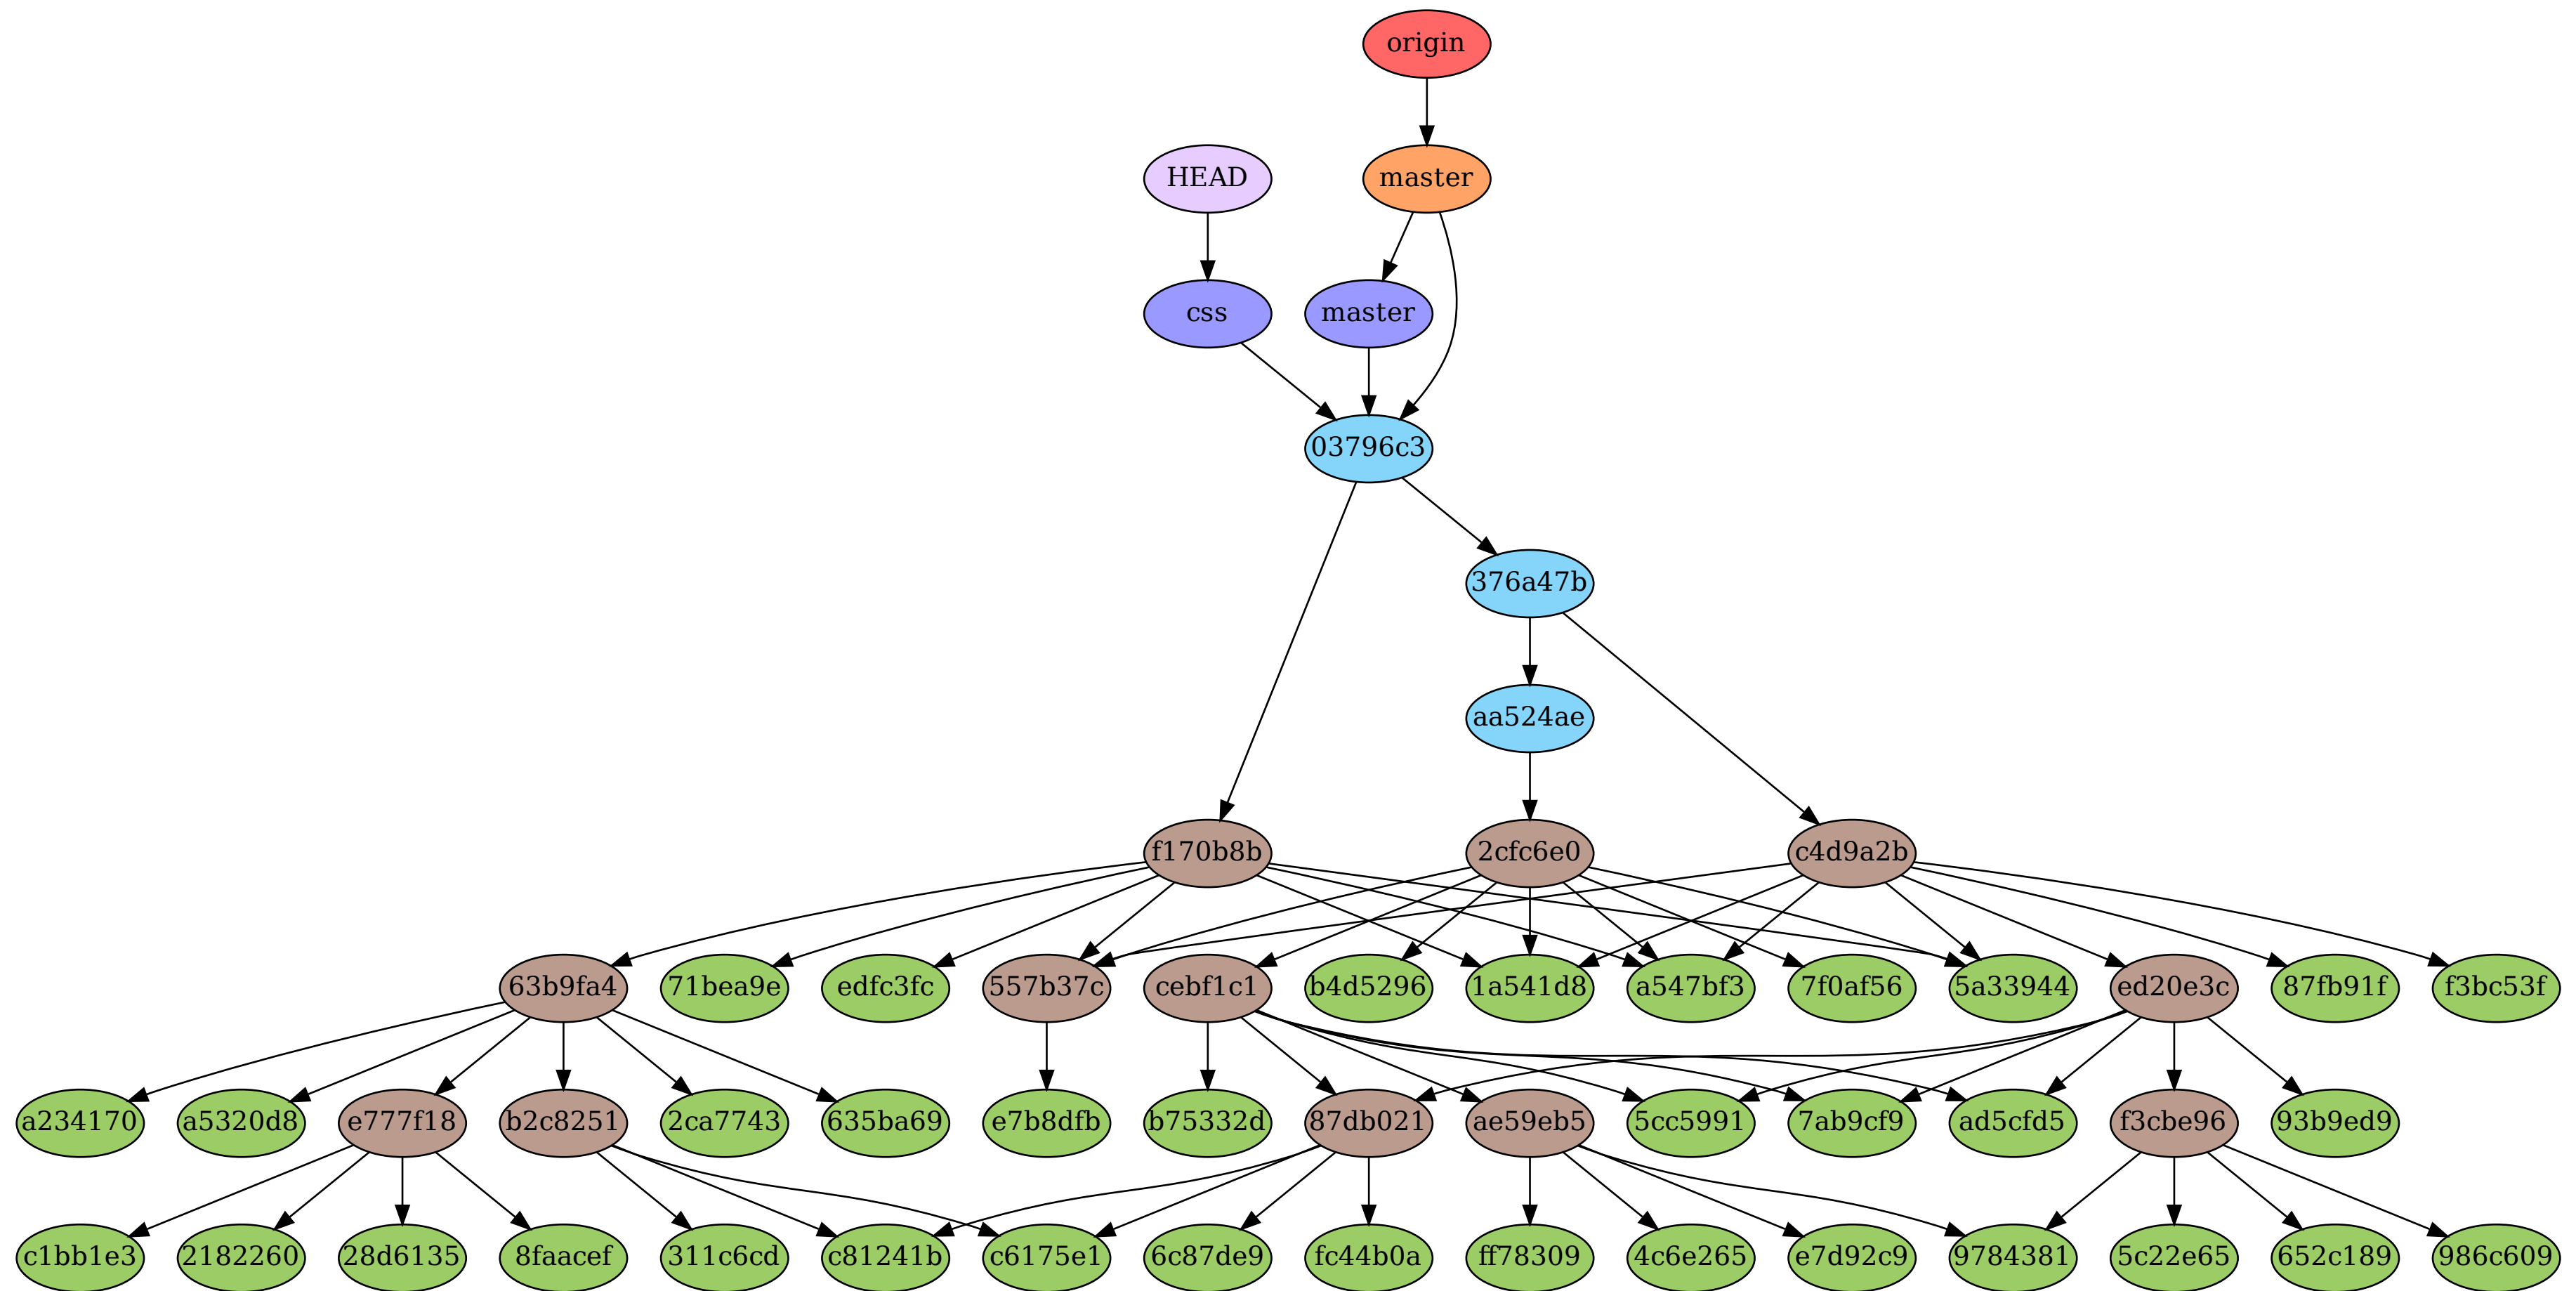 origin
HEAD
master
css
master
03796c3
376a47b
aa524ae
f170b8b
2cfc6e0
c4d9a2b
63b9fa4
71bea9e
edfc3fc
557b37c
cebf1c1
b4d5296
1a541d8
a547bf3
7f0af56
5a33944
ed20e3c
87fb91f
f3bc53f
a234170
a5320d8
e777f18
b2c8251
2ca7743
635ba69
e7b8dfb
b75332d
87db021
ae59eb5
5cc5991
7ab9cf9
ad5cfd5
f3cbe96
93b9ed9
c1bb1e3
2182260
28d6135
8faacef
311c6cd
c81241b
c6175e1
6c87de9
fc44b0a
ff78309
4c6e265
e7d92c9
9784381
5c22e65
652c189
986c609